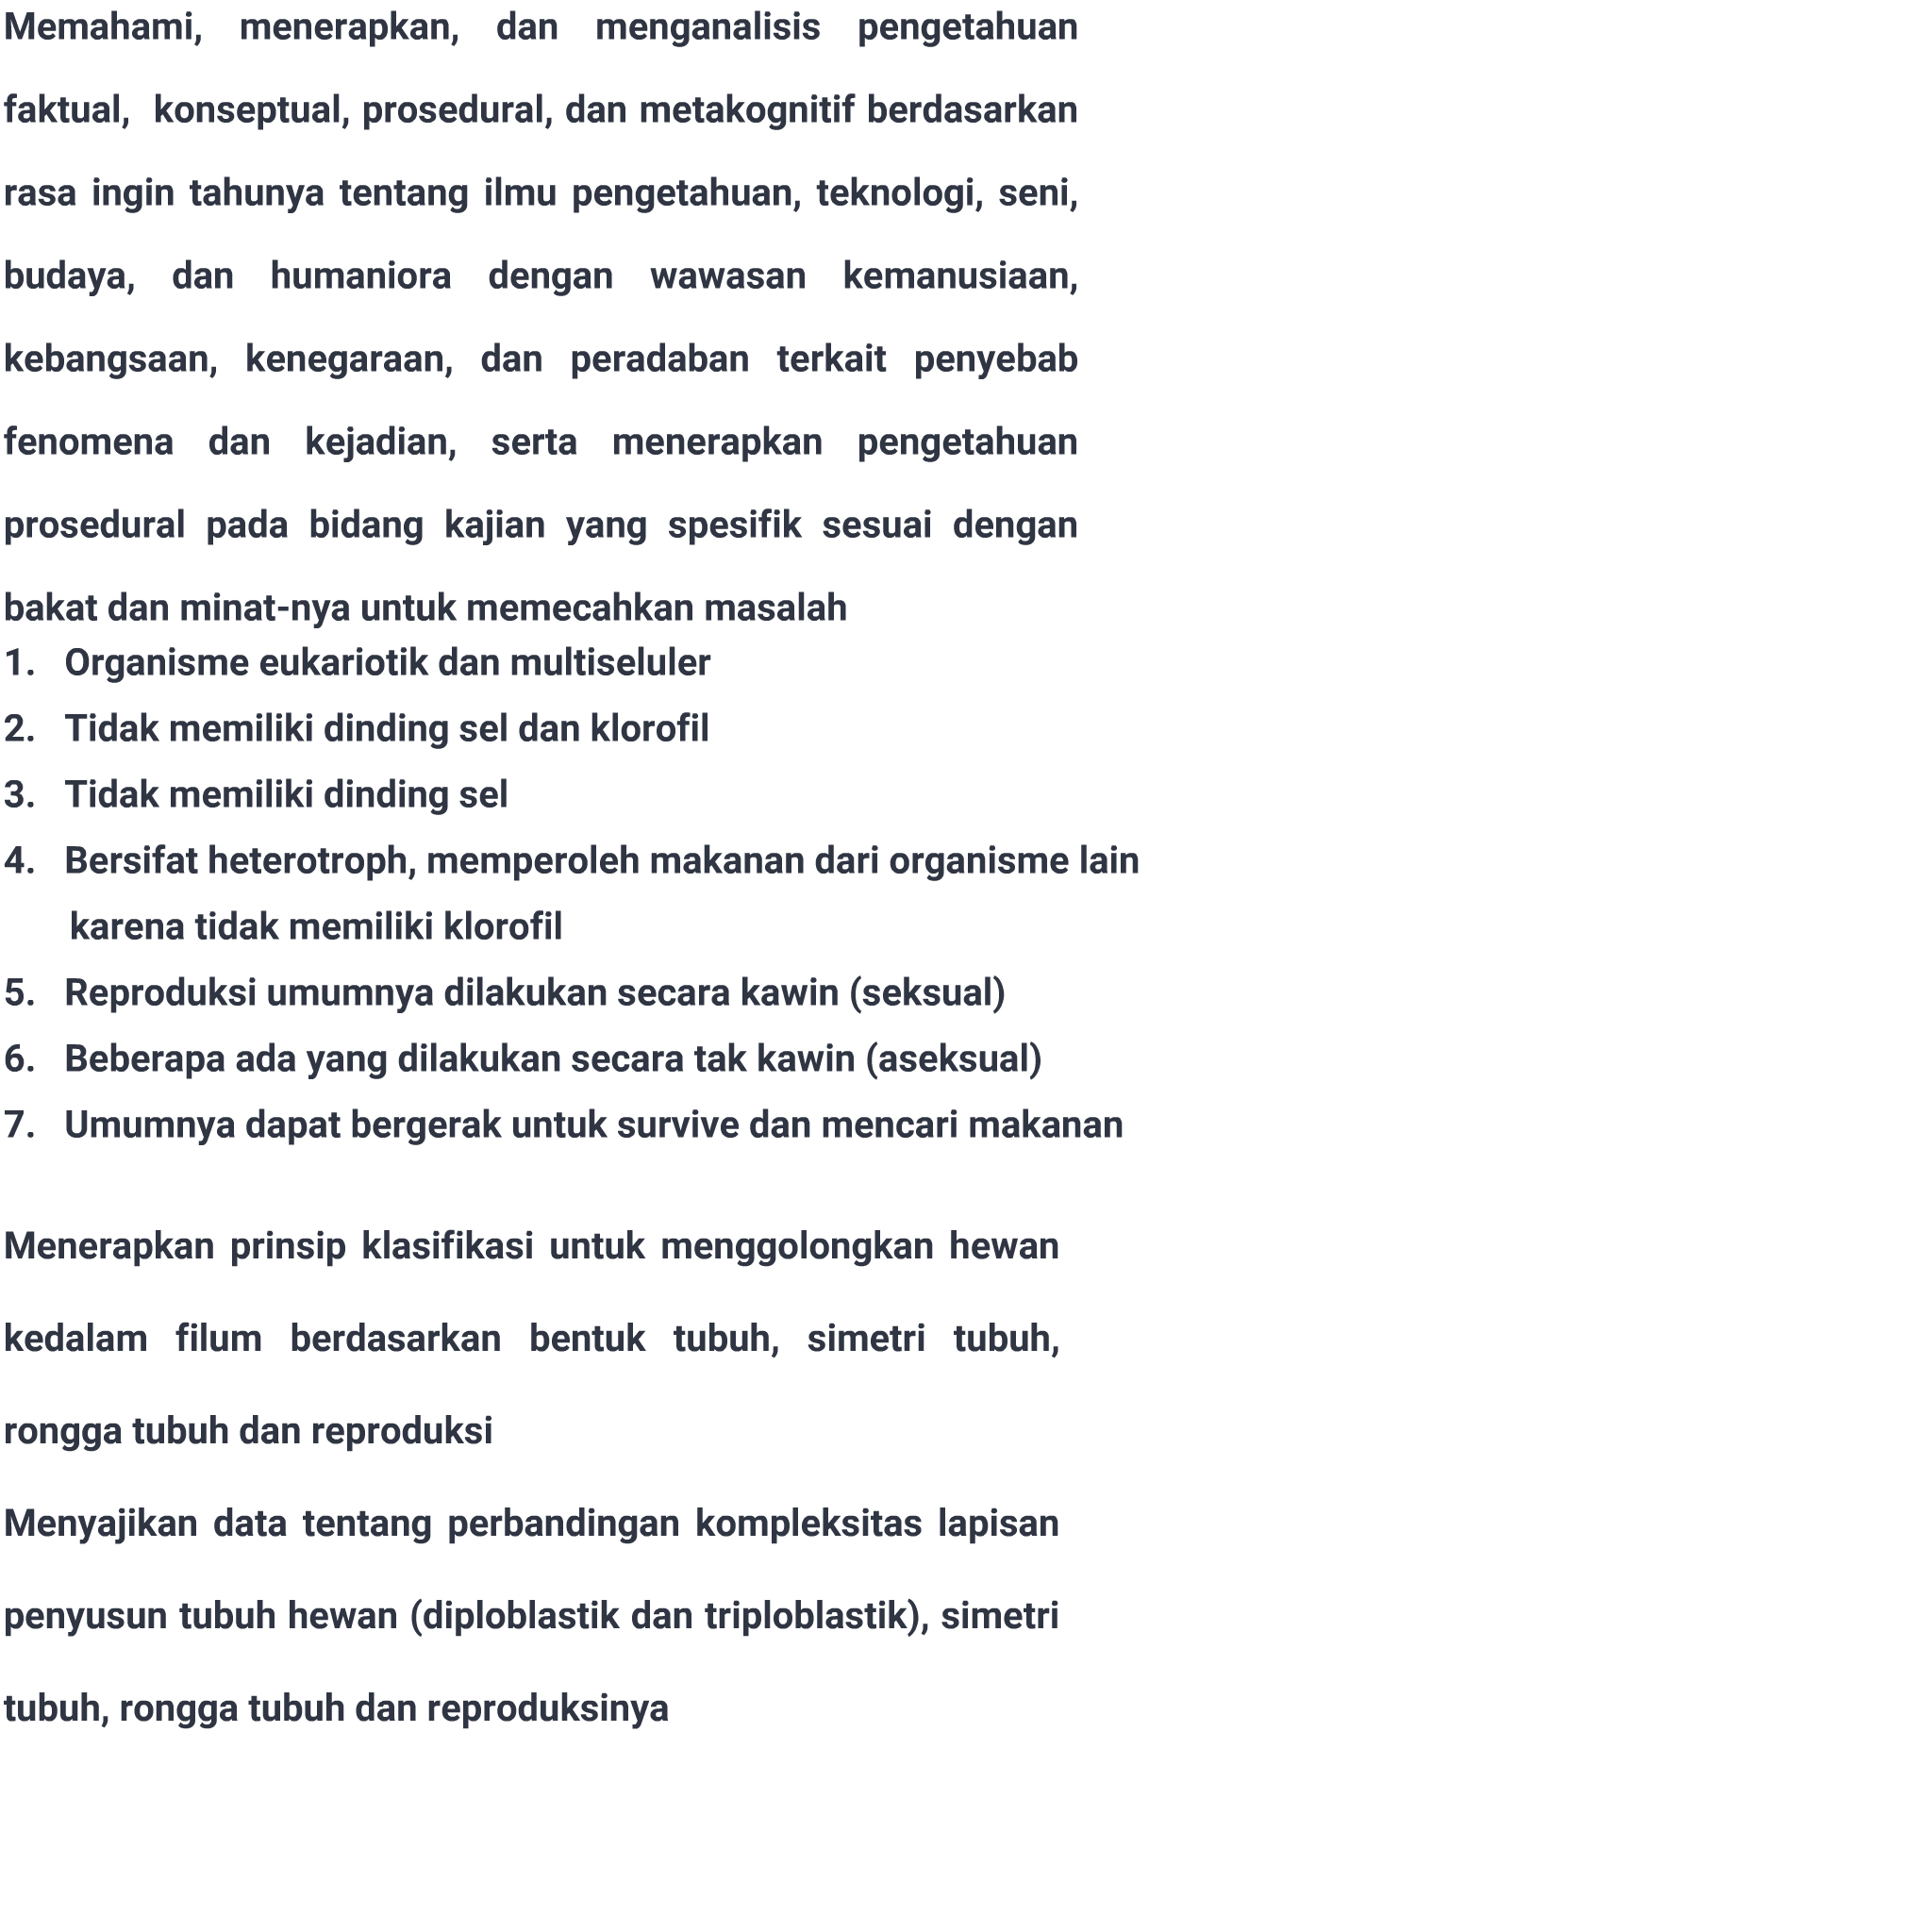 Memahami, menerapkan, dan menganalisis pengetahuan
faktual, konseptual, prosedural, dan metakognitif berdasarkan
rasa ingin tahunya tentang ilmu pengetahuan, teknologi, seni,
budaya, dan humaniora dengan wawasan kemanusiaan,
kebangsaan, kenegaraan, dan peradaban terkait penyebab
fenomena dan kejadian, serta menerapkan pengetahuan
prosedural pada bidang kajian yang spesifik sesuai dengan
bakat dan minat-nya untuk memecahkan masalah
1. Organisme eukariotik dan multiseluler
2. Tidak memiliki dinding sel dan klorofil
3. Tidak memiliki dinding sel
4. Bersifat heterotroph, memperoleh makanan dari organisme lain
karena tidak memiliki klorofil
5. Reproduksi umumnya dilakukan secara kawin (seksual)
6. Beberapa ada yang dilakukan secara tak kawin (aseksual)
7. Umumnya dapat bergerak untuk survive dan mencari makanan
Menerapkan prinsip klasifikasi untuk menggolongkan hewan
kedalam filum berdasarkan bentuk tubuh, simetri tubuh,
rongga tubuh dan reproduksi
Menyajikan data tentang perbandingan kompleksitas lapisan
penyusun tubuh hewan (diploblastik dan triploblastik), simetri
tubuh, rongga tubuh dan reproduksinya